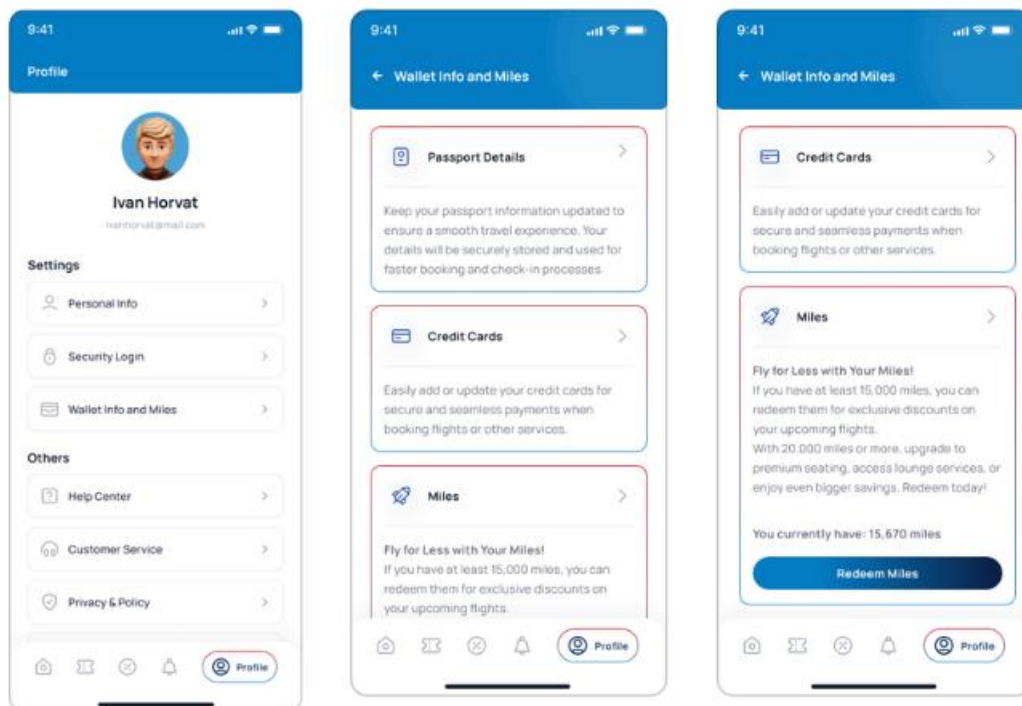 9:41
Profile
Ivan Horvat
ivanhorvat@mail.com
Settings
Personal Info
Security Login
Wallet Info and Miles
Others
Help Center
Customer Service
Privacy & Policy
Profile
9:41
Wallet Info and Miles
Passport Details
Keep your passport information updated to
ensure a smooth travel experience. Your
details will be securely stored and used for
faster booking and check-in processes.
Credit Cards
Easily add or update your credit cards for
secure and seamless payments when
booking flights or other services.
Miles
Fly for Less with Your Miles!
If you have at least 15,000 miles, you can
redeem them for exclusive discounts on
your upcoming flights.
Profile
9:41
Wallet Info and Miles
Credit Cards
Easily add or update your credit cards for
secure and seamless payments when
booking flights or other services.
Miles
Fly for Less with Your Miles!
If you have at least 15,000 miles, you can
redeem them for exclusive discounts on
your upcoming flights.
With 20,000 miles or more, upgrade to
premium seating, access lounge services, or
enjoy even bigger savings. Redeem today!
You currently have: 15,670 miles
Redeem Miles
Profile